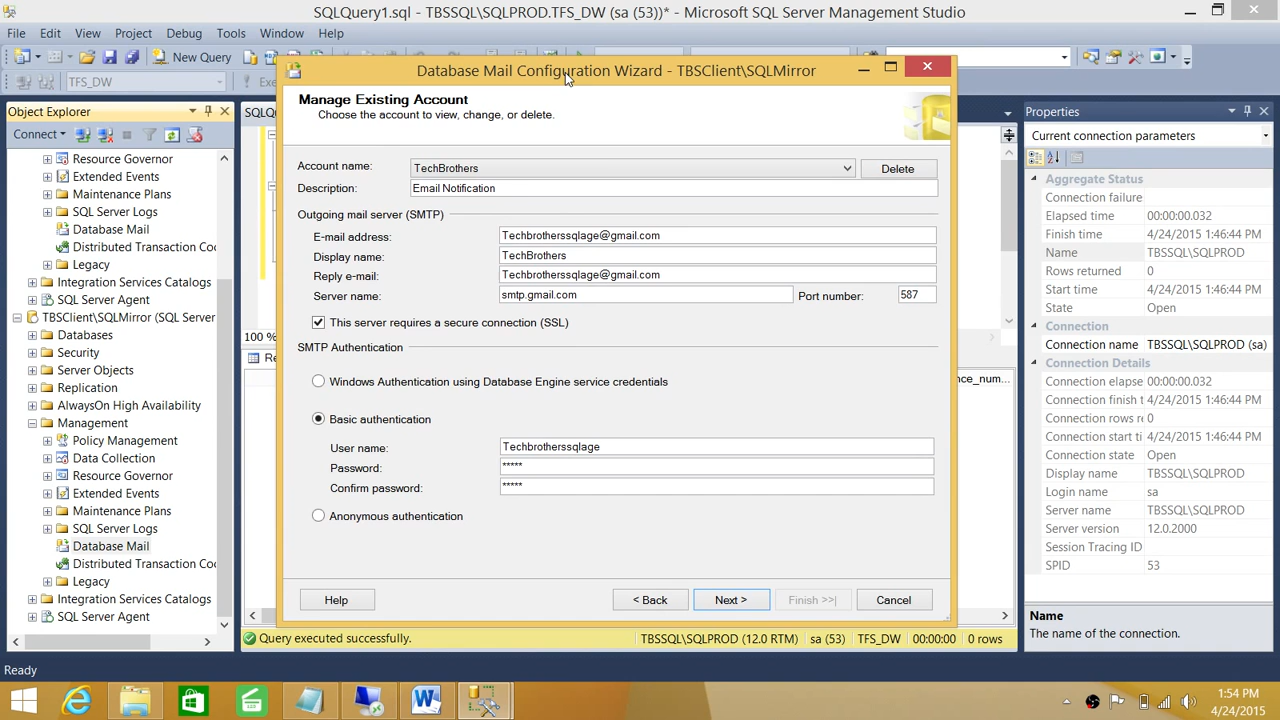 SQLQuery1.sql - TBSSQL\SQLPROD.TFS_DW (sa (53))* - Microsoft SQL Server Management Studio
File Edit View Project Debug Tools Window Help
New Query
TFS_DW
Object Explorer
Connect
Resource Governor
Extended Events
Maintenance Plans
SQL Server Logs
Database Mail
Distributed Transaction Coo
Legacy
Integration Services Catalogs
SQL Server Agent
TBSClient\SQLMirror (SQL Server
Databases
Security
Server Objects
Replication
AlwaysOn High Availability
Management
Policy Management
Data Collection
Resource Governor
Extended Events
Maintenance Plans
SQL Server Logs
Database Mail
Distributed Transaction Coo
Legacy
Integration Services Catalogs
SQL Server Agent
100 %
Database Mail Configuration Wizard - TBSClient\SQLMirror
Manage Existing Account
Choose the account to view, change, or delete.
Account name: TechBrothers Delete
Description: Email Notification
Outgoing mail server (SMTP)
E-mail address: Techbrotherssqlage@gmail.com
Display name: TechBrothers
Reply e-mail: Techbrotherssqlage@gmail.com
Server name: smtp.gmail.com Port number: 587
This server requires a secure connection (SSL)
SMTP Authentication
Windows Authentication using Database Engine service credentials
Basic authentication
User name: Techbrotherssqlage
Password: *****
Confirm password: *****
Anonymous authentication
Help < Back Next > Finish >>| Cancel
nce_num...
Query executed successfully. TBSSQL\SQLPROD (12.0 RTM) sa (53) TFS_DW 00:00:00 0 rows
Properties
Current connection parameters
Aggregate Status
Connection failure
Elapsed time 00:00:00.032
Finish time 4/24/2015 1:46:44 PM
Name TBSSQL\SQLPROD
Rows returned 0
Start time 4/24/2015 1:46:44 PM
State Open
Connection
Connection name TBSSQL\SQLPROD (sa)
Connection Details
Connection elapse 00:00:00.032
Connection finish t 4/24/2015 1:46:44 PM
Connection rows re 0
Connection start ti 4/24/2015 1:46:44 PM
Connection state Open
Display name TBSSQL\SQLPROD
Login name sa
Server name TBSSQL\SQLPROD
Server version 12.0.2000
Session Tracing ID
SPID 53
Name
The name of the connection.
Ready
1:54 PM
4/24/2015